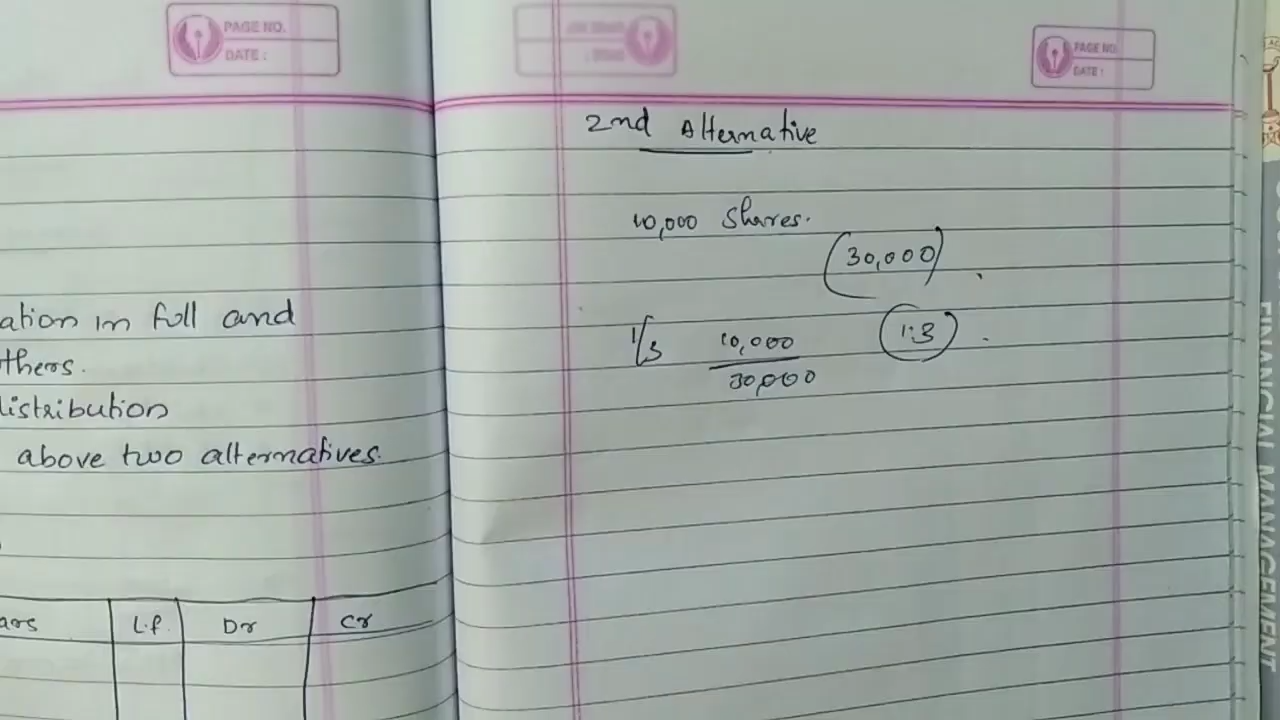 PAGE NO.
DATE :
PAGE NO.
DATE :
ation in full and
thers.
distribution
above two alternatives.
ars L.f. Dr Cr
2nd Alternative
10,000 Shares.
(30,000)
1/3 10,000 1:3
30,000
FINANCIAL MANAGEMENT